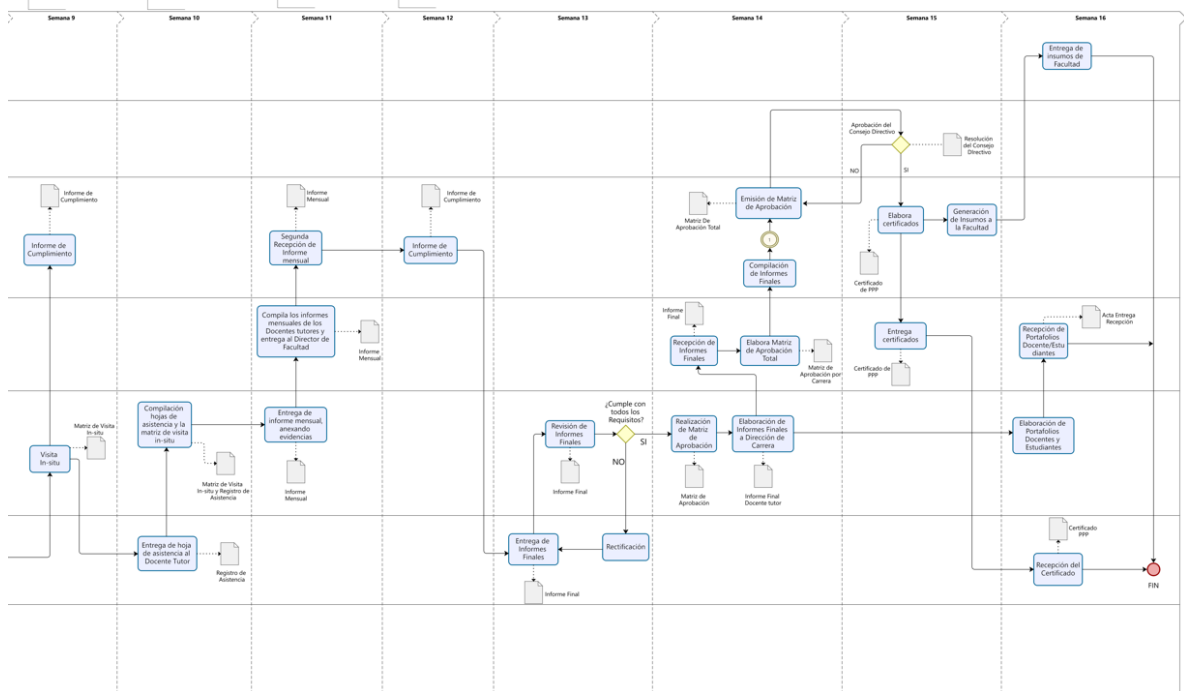 Semana 9
Semana 10
Semana 11
Semana 12
Semana 13
Semana 14
Semana 15
Semana 16
Entrega de
insumos de
Facultad
Aprobación del
Consejo Directivo
Resolución
del Consejo
Directivo
NO
SI
Informe de
Cumplimiento
Informe
Mensual
Informe de
Cumplimiento
Emisión de Matriz
de Aprobación
Matriz De
Aprobación Total
Elabora
certificados
Generación
de Insumos a
la Facultad
Informe de
Cumplimiento
Segunda
Recepción de
Informe
mensual
Informe de
Cumplimiento
Compilación
de Informes
Finales
Certificado
de PPP
Compila los informes
mensuales de los
Docentes tutores y
entrega al Director de
Facultad
Informe
Mensual
Informe
Final
Recepción de
Informes
Finales
Elabora Matriz
de Aprobación
Total
Matriz de
Aprobación por
Carrera
Entrega
certificados
Certificado de
PPP
Recepción de
Portafolios
Docente/Estu
diantes
Acta Entrega
Recepción
Visita
In-situ
Matriz de Visita
In-situ
Compilación
hojas de
asistencia y la
matriz de visita
in-situ
Matriz de Visita
In-situ y Registro de
Asistencia
Entrega de
informe mensual,
anexando
evidencias
Informe
Mensual
Revisión de
Informes
Finales
Informe Final
¿Cumple con
todos los
Requisitos?
SI
NO
Realización
de Matriz de
Aprobación
Matriz de
Aprobación
Elaboración de
Informes Finales
a Dirección de
Carrera
Informe Final
Docente tutor
Elaboración de
Portafolios
Docentes y
Estudiantes
Entrega de hoja
de asistencia al
Docente Tutor
Registro de
Asistencia
Entrega de
Informes
Finales
Informe Final
Rectificación
Certificado
PPP
Recepción del
Certificado
FIN